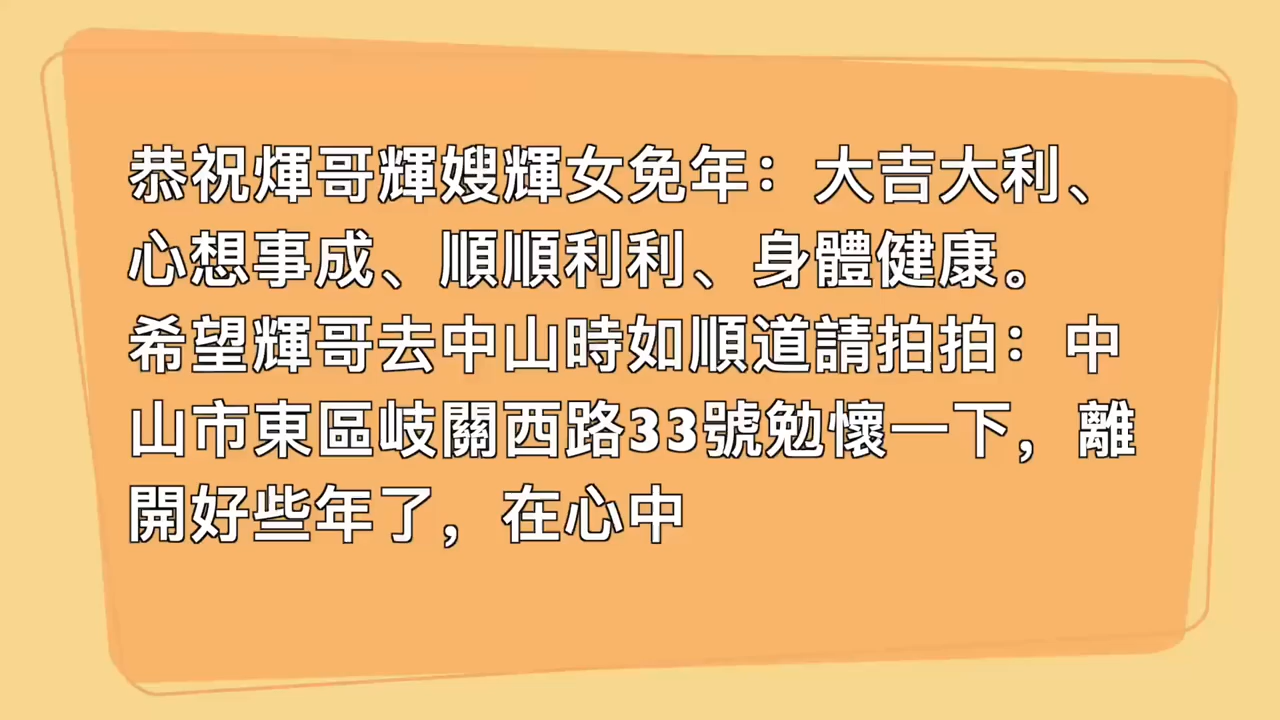 恭祝煇哥輝嫂輝女免年：大吉大利、
心想事成、順順利利、身體健康。
希望輝哥去中山時如順道請拍拍：中
山市東區岐關西路33號勉懷一下，離
開好些年了，在心中